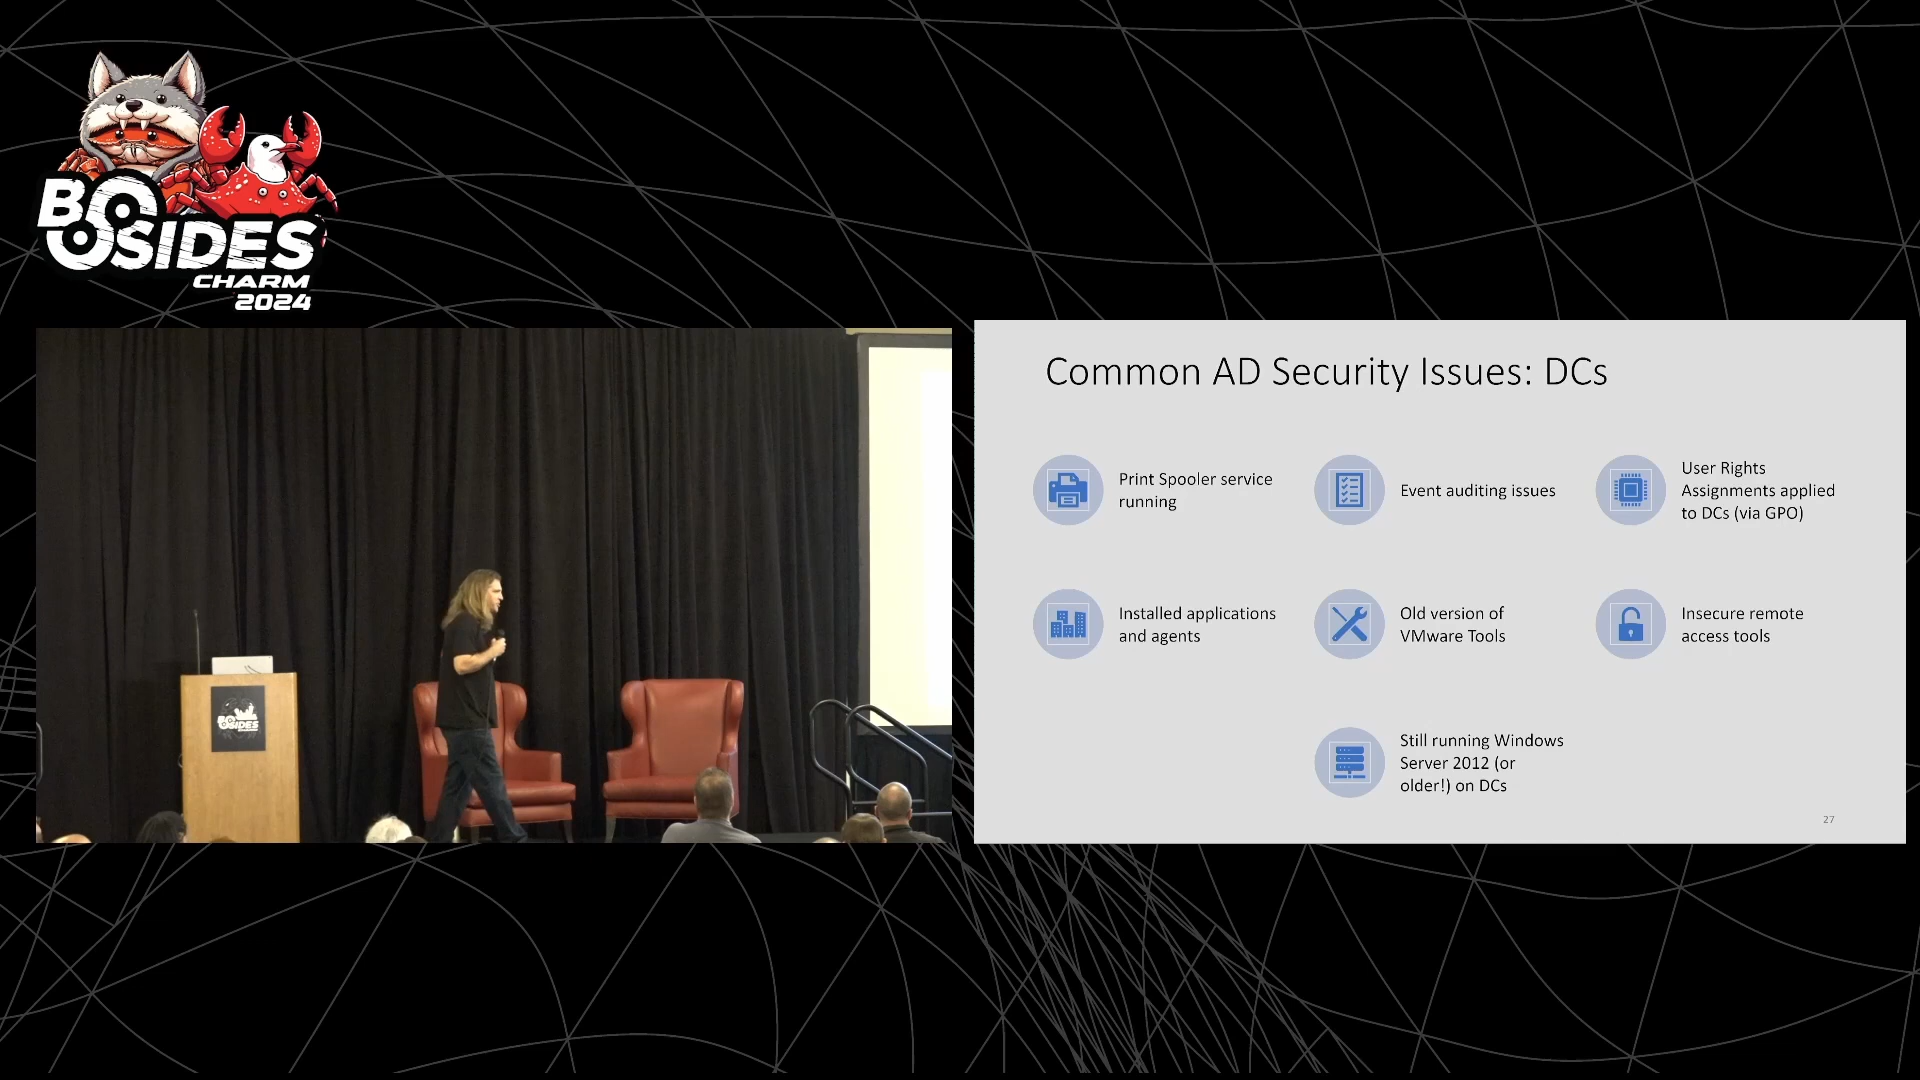 BSIDES
CHARM
2024
BSIDES
Common AD Security Issues: DCs
Print Spooler service
running
Event auditing issues
User Rights
Assignments applied
to DCs (via GPO)
Installed applications
and agents
Old version of
VMware Tools
Insecure remote
access tools
Still running Windows
Server 2012 (or
older!) on DCs
27